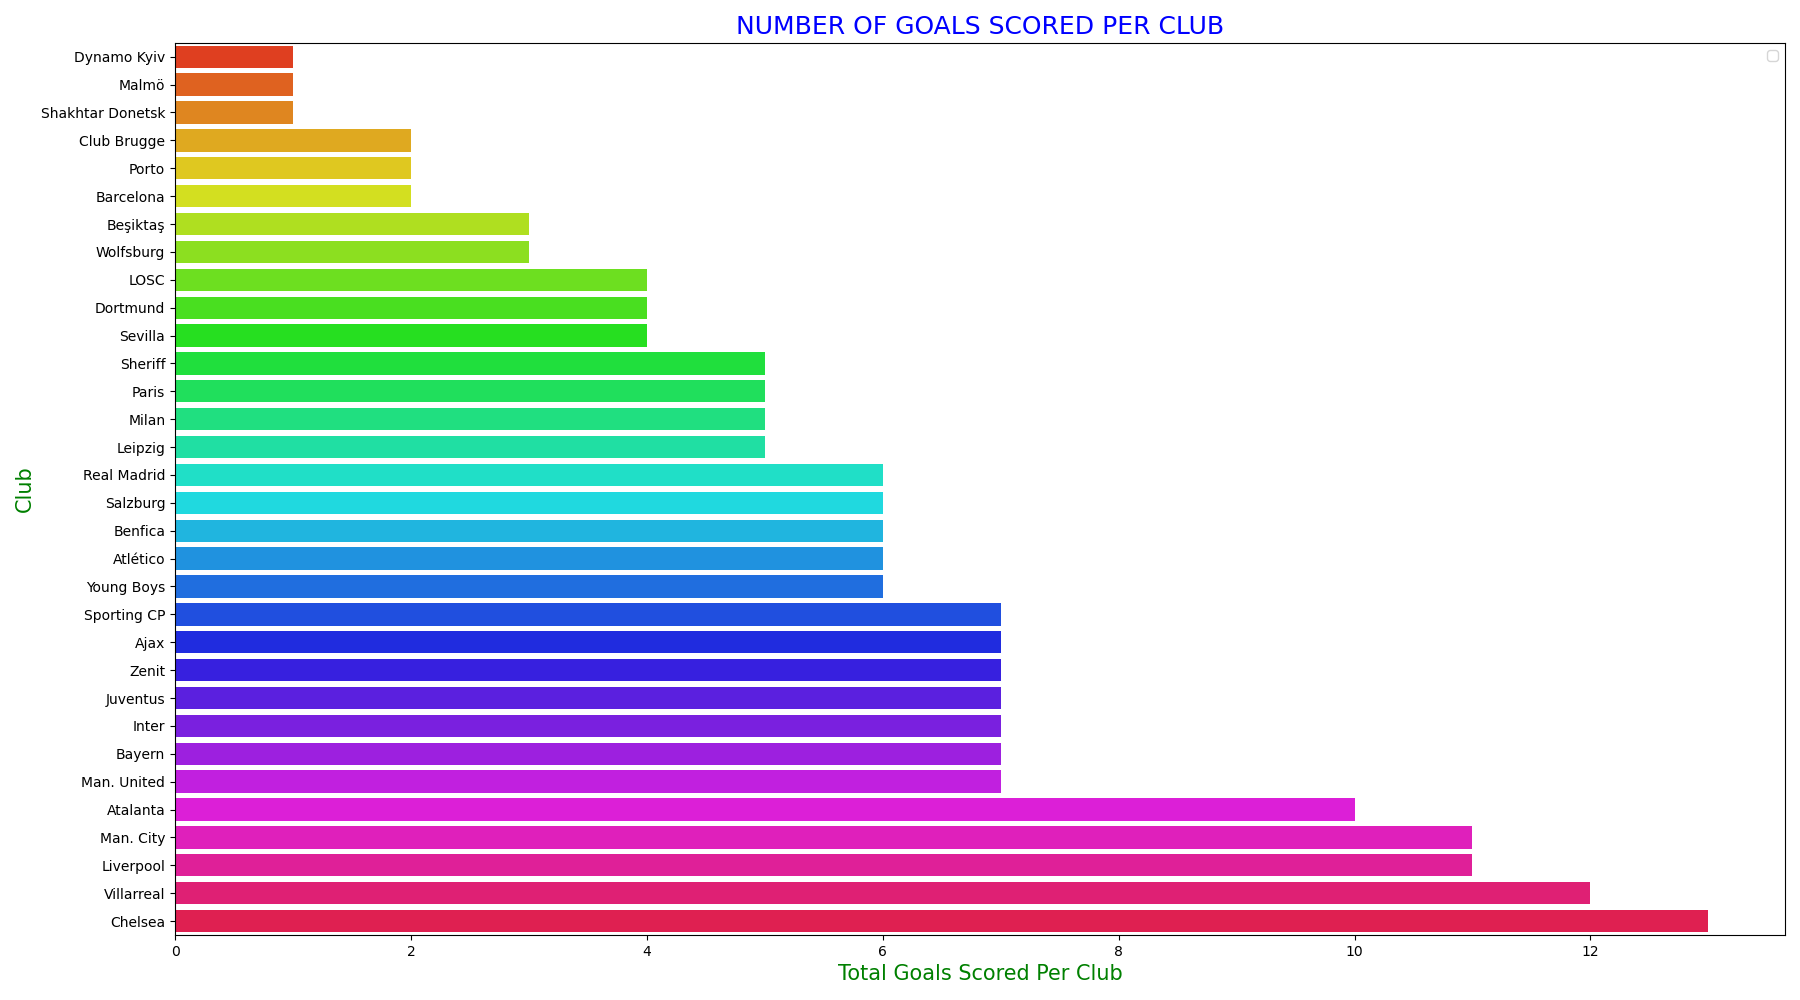 NUMBER OF GOALS SCORED PER CLUB
Dynamo Kyiv
Malmö
Shakhtar Donetsk
Club Brugge
Porto
Barcelona
Beşiktaş
Wolfsburg
LOSC
Dortmund
Sevilla
Sheriff
Paris
Milan
Leipzig
Real Madrid
Salzburg
Benfica
Atlético
Young Boys
Sporting CP
Ajax
Zenit
Juventus
Inter
Bayern
Man. United
Atalanta
Man. City
Liverpool
Villarreal
Chelsea
Club
0 2 4 6 8 10 12
Total Goals Scored Per Club